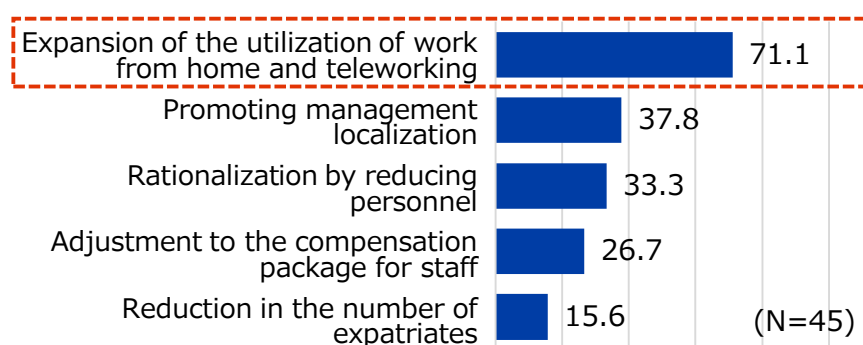 Expansion of the utilization of work
from home and teleworking
71.1
Promoting management
localization
37.8
Rationalization by reducing
personnel
33.3
Adjustment to the compensation
package for staff
26.7
Reduction in the number of
expatriates
15.6
(N=45)